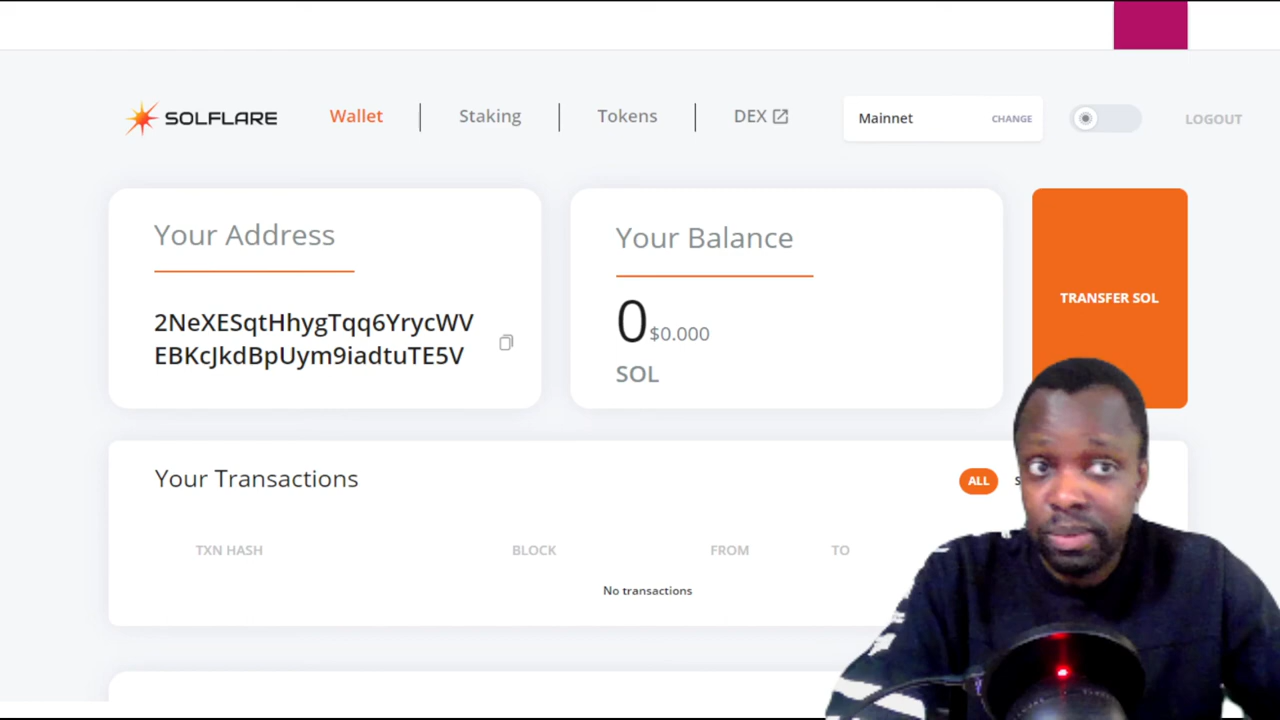 SOLFLARE
Wallet
Staking
Tokens
DEX
Mainnet
CHANGE
LOGOUT
Your Address
2NeXESqtHhygTqq6YrycWV
EBKcJkdBpUym9iadtuTE5V
Your Balance
0 $0.000
SOL
TRANSFER SOL
Your Transactions
ALL
TXN HASH
BLOCK
FROM
TO
No transactions